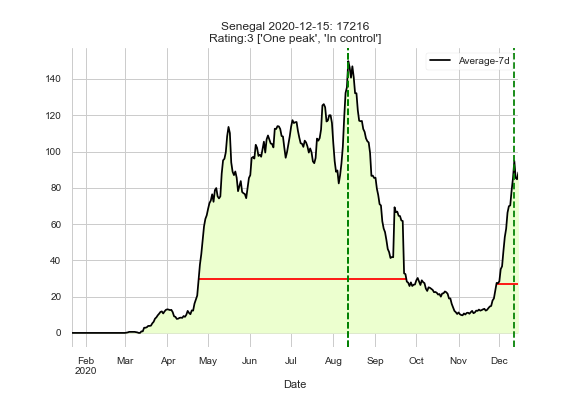 Senegal 2020-12-15: 17216
Rating:3 ['One peak', 'In control']
Average-7d
140
120
100
80
60
40
20
0
Feb Mar Apr May Jun Jul Aug Sep Oct Nov Dec
2020
Date